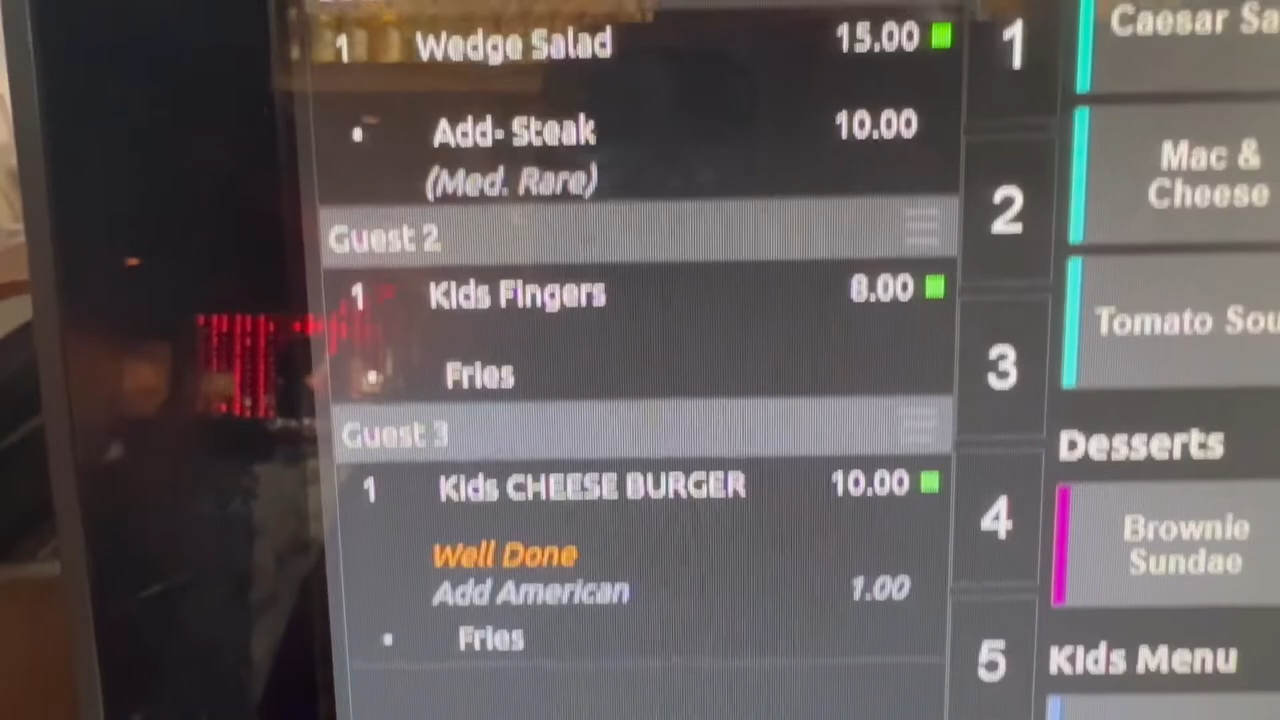 1 Wedge Salad 15.00
Add- Steak 10.00
(Med. Rare)
Guest 2
1 Kids Fingers 8.00
Fries
Guest 3
1 Kids CHEESE BURGER 10.00
Well Done
Add American 1.00
Fries
1
2
3
4
5
Caesar Sa
Mac &
Cheese
Tomato Sou
Desserts
Brownie
Sundae
Kids Menu